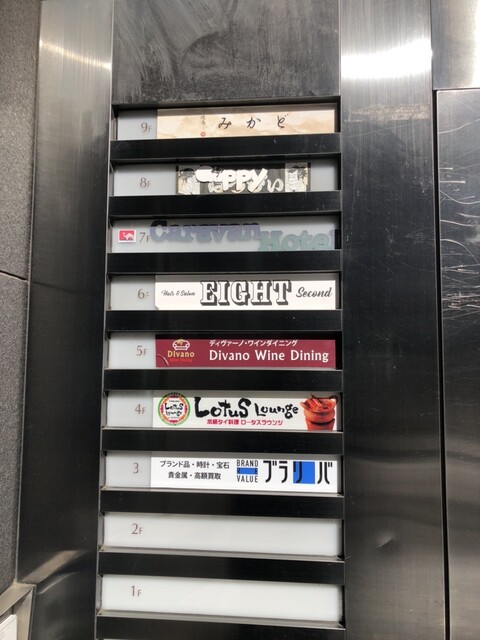 9F みかど
8F
7F Caravan Hotel
6F Hair & Salon EIGHT Second
5F Divano Wine Dining ディヴァーノ・ワインダイニング
Divano Wine Dining
4F Lotus Lounge
本格タイ料理 ロータスラウンジ
3 ブランド品・時計・宝石 BRAND ブラリバ
貴金属・高額買取 VALUE
2F
1F